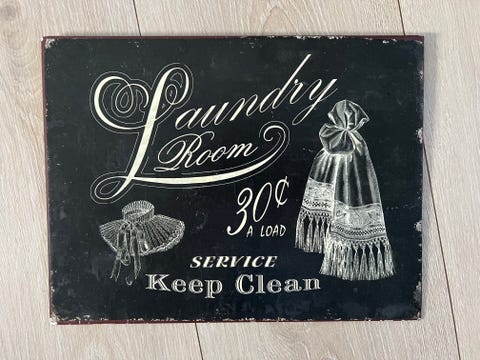 Laundry
Room
30¢
A LOAD
SERVICE
Keep Clean